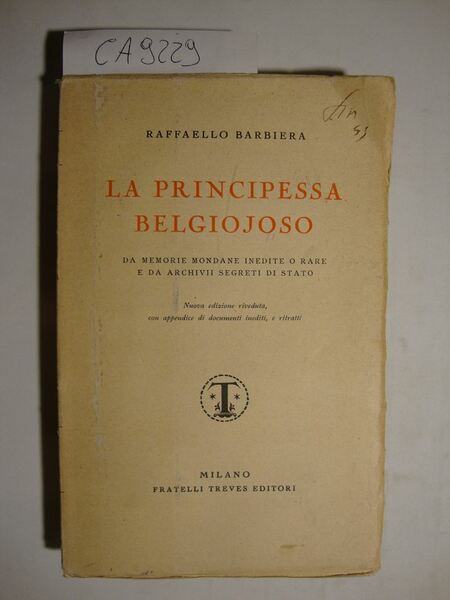 CA9229
RAFFAELLO BARBIERA
LA PRINCIPESSA
BELGIOJOSO
DA MEMORIE MONDANE INEDITE O RARE
E DA ARCHIVII SEGRETI DI STATO
Nuova edizione riveduta,
con appendice di documenti inediti, e ritratti
T
MILANO
FRATELLI TREVES EDITORI